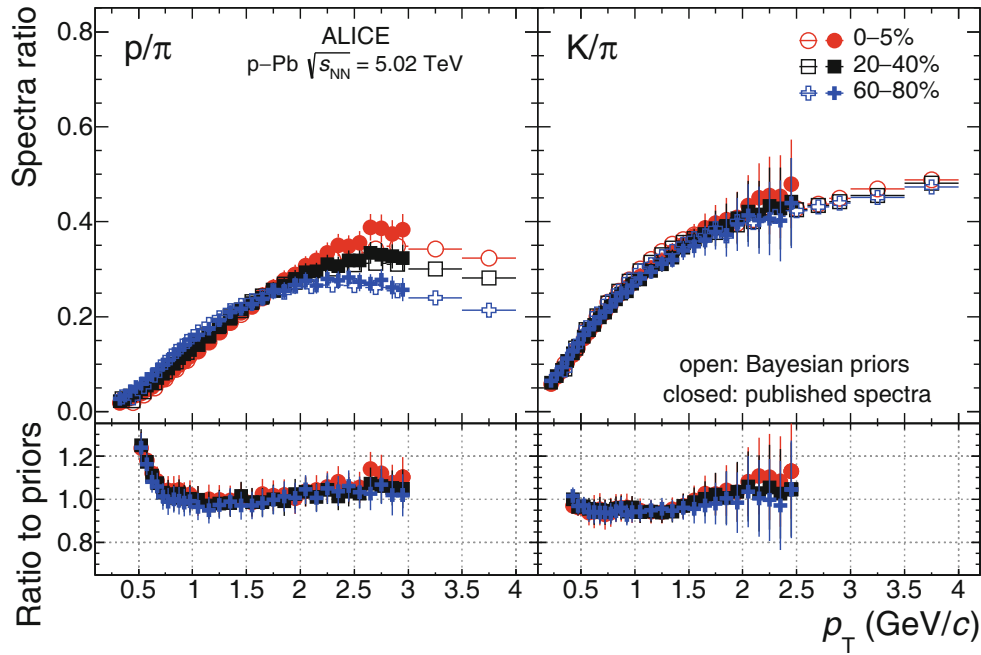 Spectra ratio
0.8
0.6
0.4
0.2
0.0
p/π
ALICE
p−Pb √sNN = 5.02 TeV
K/π
0–5%
20–40%
60–80%
open: Bayesian priors
closed: published spectra
Ratio to priors
1.2
1.0
0.8
0.5 1 1.5 2 2.5 3 3.5 4
0.5 1 1.5 2 2.5 3 3.5 4
pT (GeV/c)